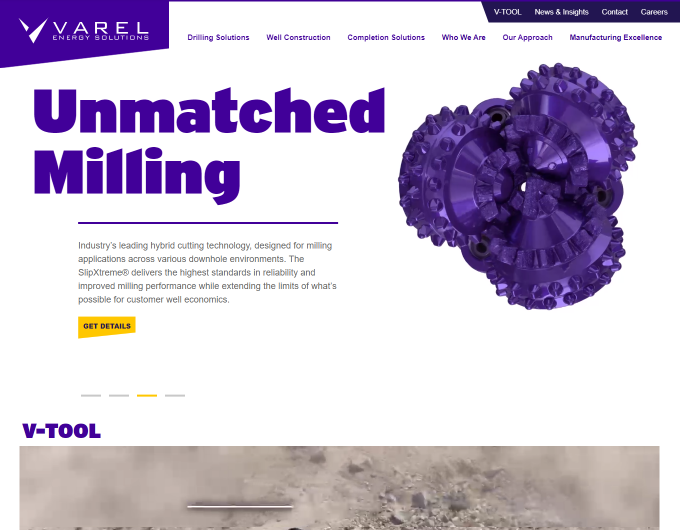 VAREL
ENERGY SOLUTIONS
V-TOOL News & Insights Contact Careers
Drilling Solutions Well Construction Completion Solutions Who We Are Our Approach Manufacturing Excellence
Unmatched
Milling
Industry's leading hybrid cutting technology, designed for milling
applications across various downhole environments. The
SlipXtreme® delivers the highest standards in reliability and
improved milling performance while extending the limits of what's
possible for customer well economics.
GET DETAILS
V-TOOL